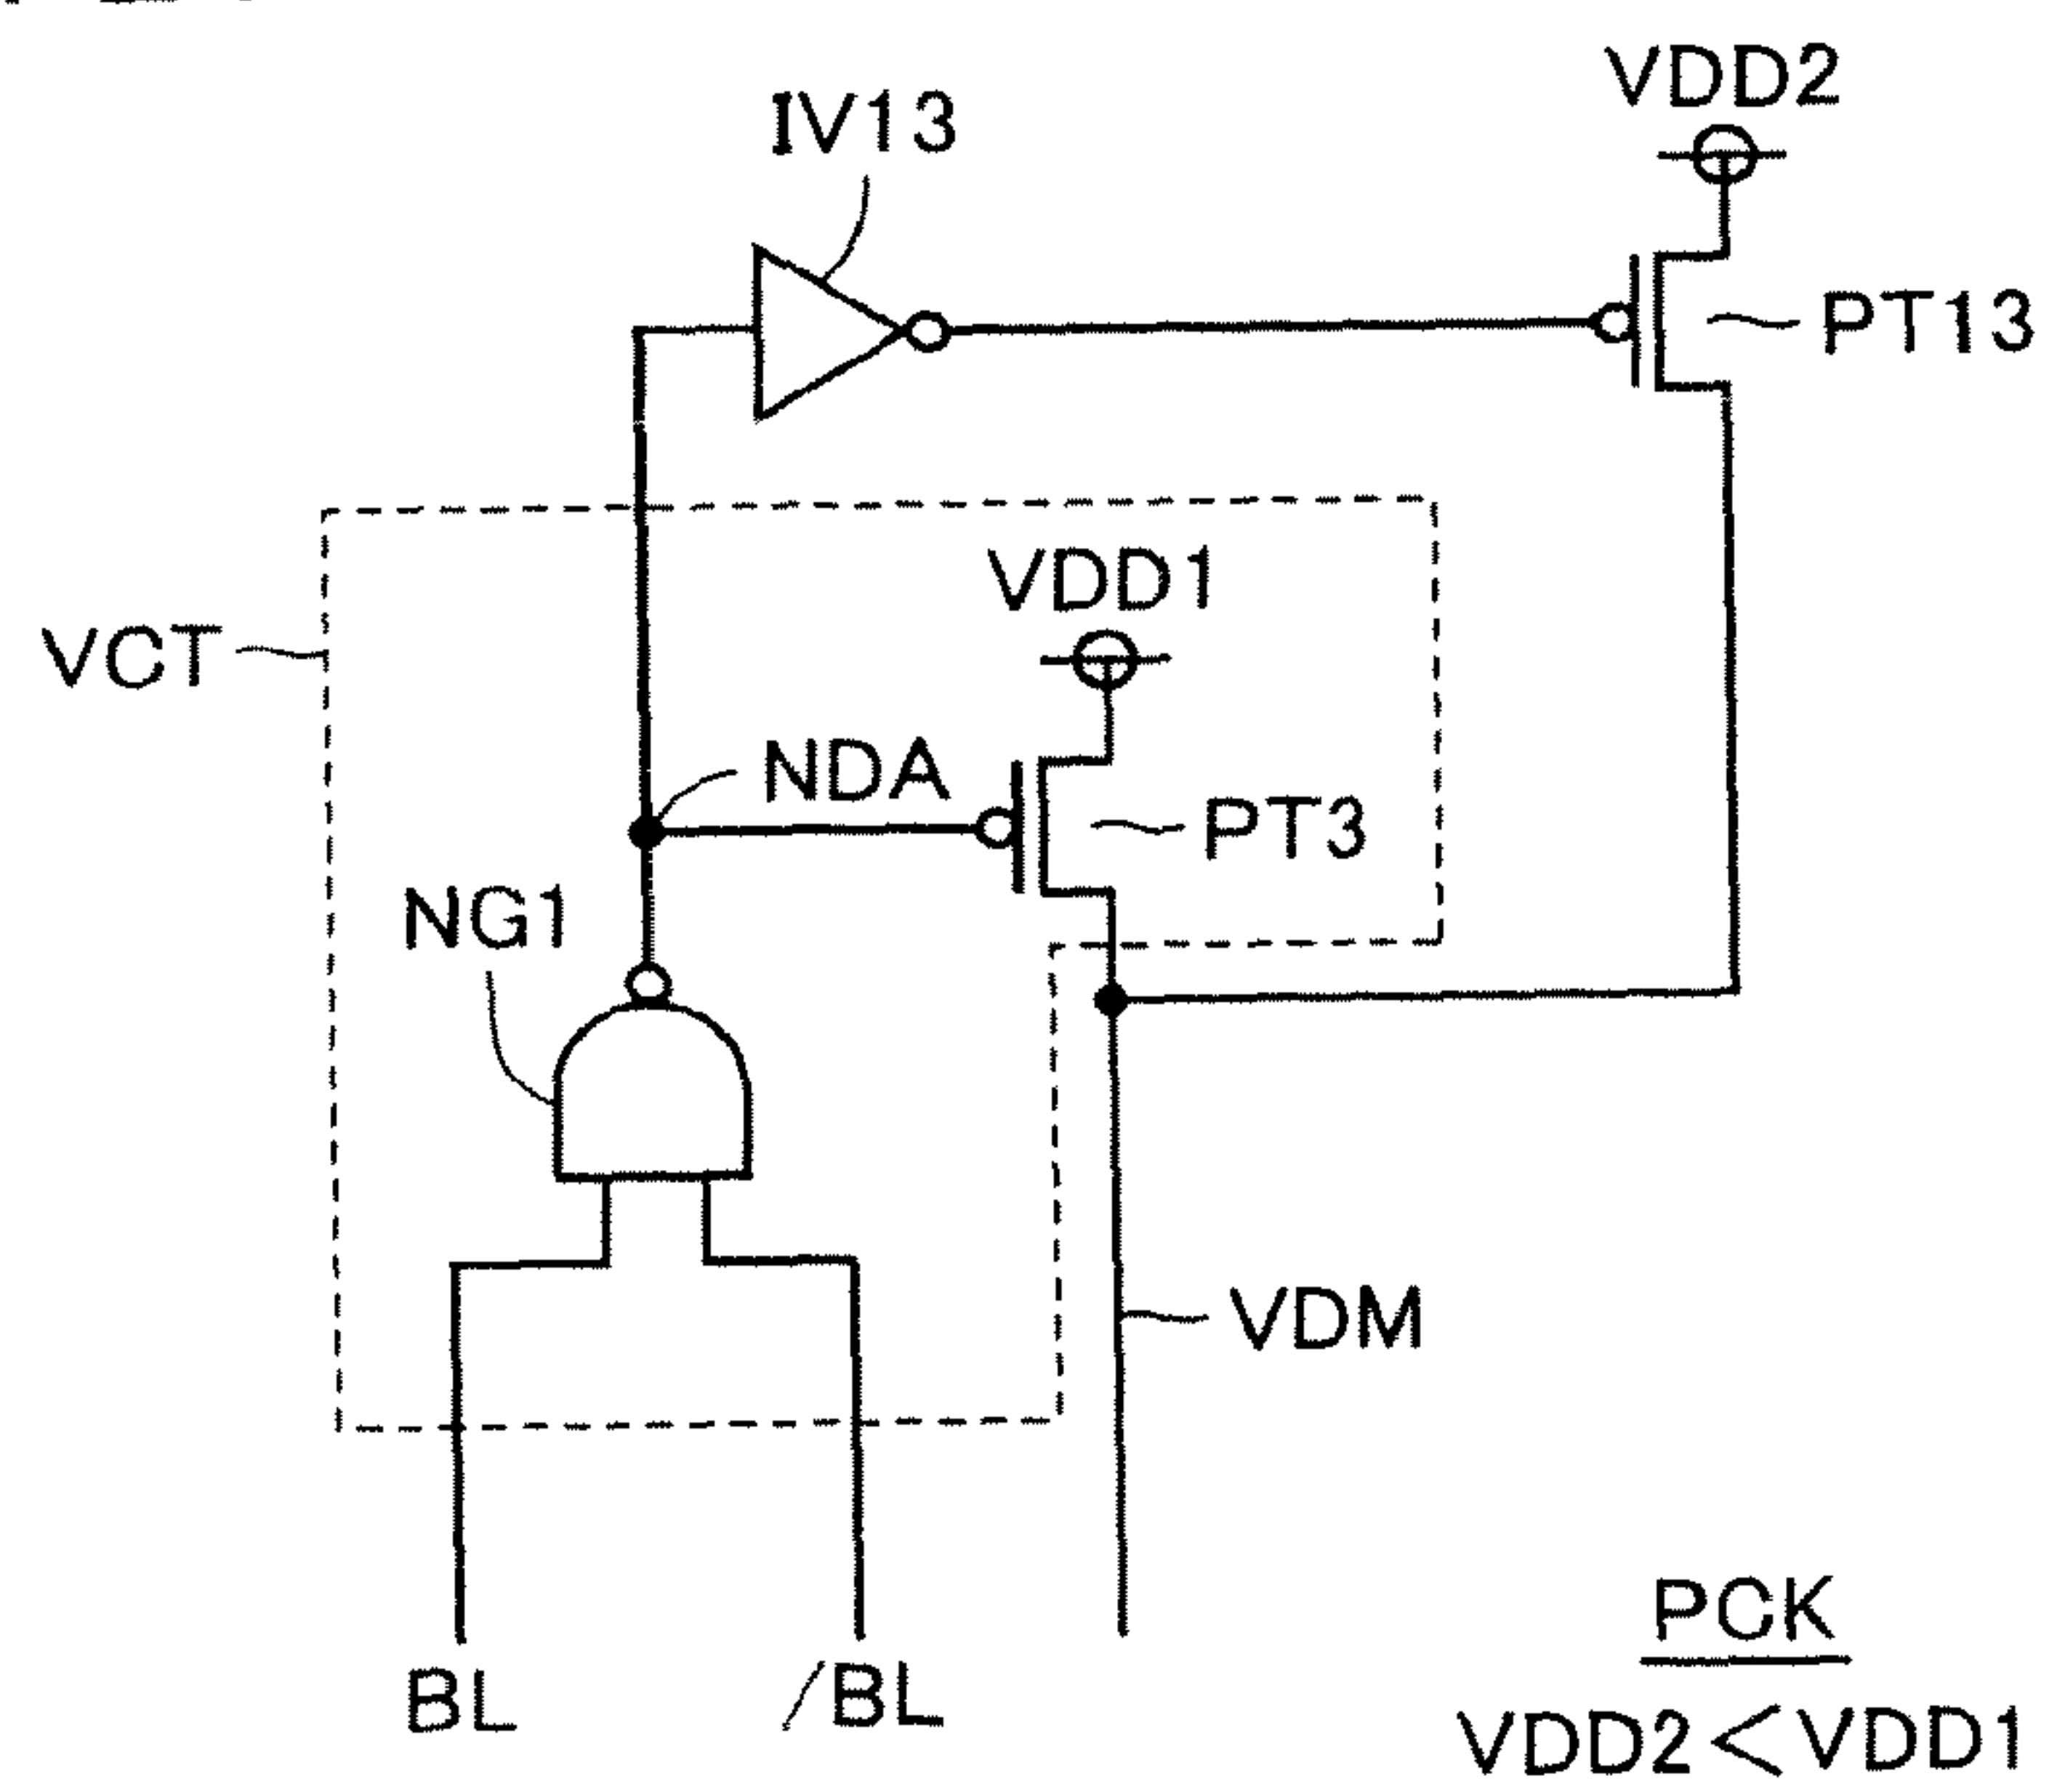 VDD2
IV13
PT13
VDD1
VCT
NDA
PT3
NG1
VDM
BL
/BL
PCK
VDD2<VDD1